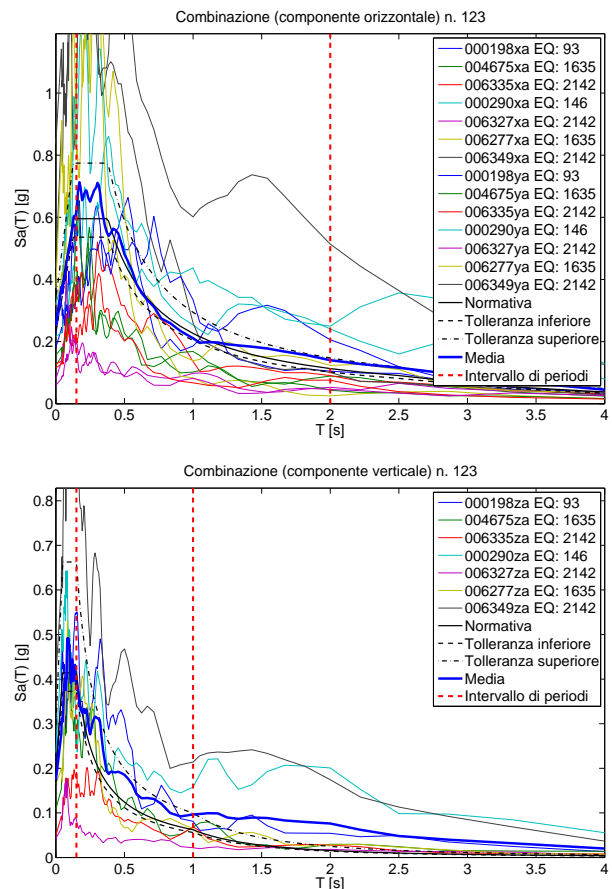 Combinazione (componente orizzontale) n. 123
000198xa EQ: 93
004675xa EQ: 1635
006335xa EQ: 2142
000290xa EQ: 146
006327xa EQ: 2142
006277xa EQ: 1635
006349xa EQ: 2142
000198ya EQ: 93
004675ya EQ: 1635
006335ya EQ: 2142
000290ya EQ: 146
006327ya EQ: 2142
006277ya EQ: 1635
006349ya EQ: 2142
Normativa
Tolleranza inferiore
Tolleranza superiore
Media
Intervallo di periodi
1
0.8
0.6
0.4
0.2
0
Sa(T) [g]
0 0.5 1 1.5 2 2.5 3 3.5 4
T [s]
Combinazione (componente verticale) n. 123
000198za EQ: 93
004675za EQ: 1635
006335za EQ: 2142
000290za EQ: 146
006327za EQ: 2142
006277za EQ: 1635
006349za EQ: 2142
Normativa
Tolleranza inferiore
Tolleranza superiore
Media
Intervallo di periodi
0.8
0.7
0.6
0.5
0.4
0.3
0.2
0.1
0
Sa(T) [g]
0 0.5 1 1.5 2 2.5 3 3.5 4
T [s]